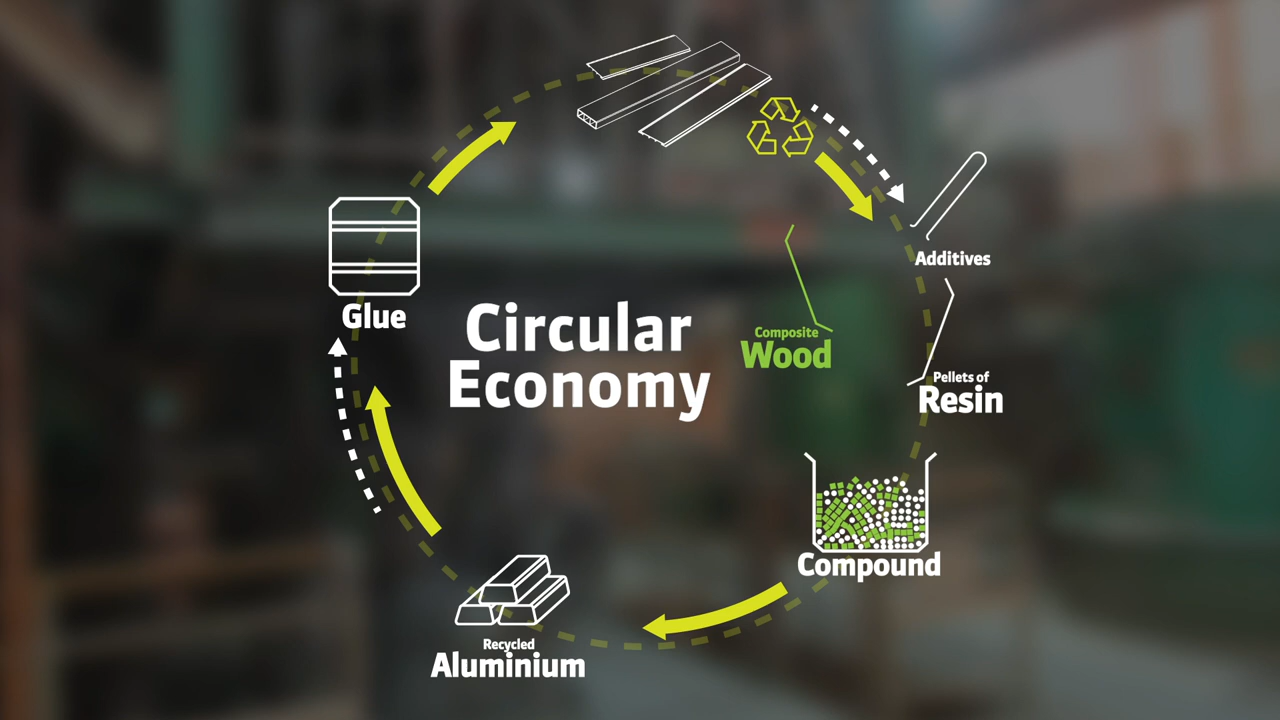 Additives
Glue
Circular
Economy
Composite
Wood
Pellets of
Resin
Compound
Recycled
Aluminium